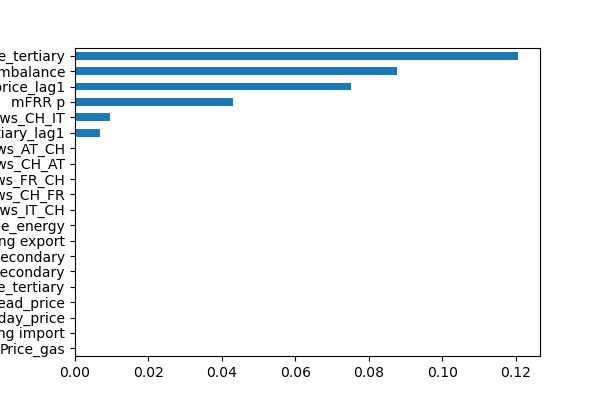 e_tertiary
mbalance
price_lag1
mFRR p
ws_CH_IT
tiary_lag1
ws_AT_CH
ws_CH_AT
ws_FR_CH
ws_CH_FR
ws_IT_CH
e_energy
ng export
econdary
econdary
e_tertiary
ead_price
day_price
ng import
Price_gas
0.00 0.02 0.04 0.06 0.08 0.10 0.12